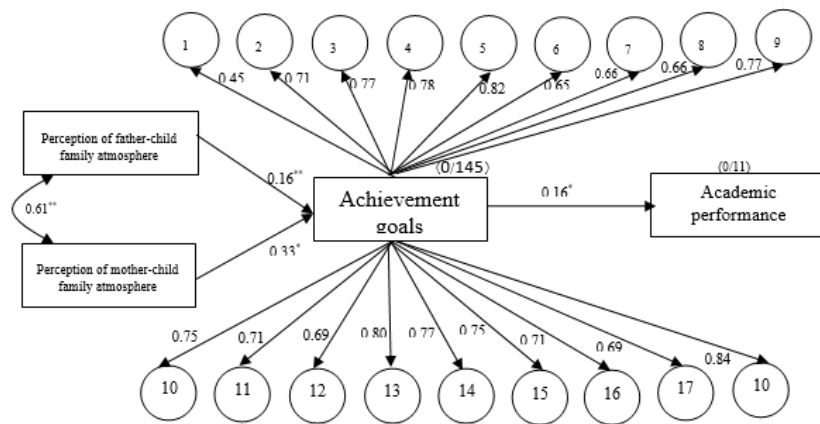 1 2 3 4 5 6 7 8 9
0.45 0.71 0.77 0.78 0.82 0.65 0.66 0.66 0.77
Perception of father-child
family atmosphere
0.16**
(0/145)
(0/11)
0.61**
Achievement
goals
0.16*
Academic
performance
Perception of mother-child
family atmosphere
0.33*
0.75 0.71 0.69 0.80 0.77 0.75 0.71 0.69 0.84
10 11 12 13 14 15 16 17 10